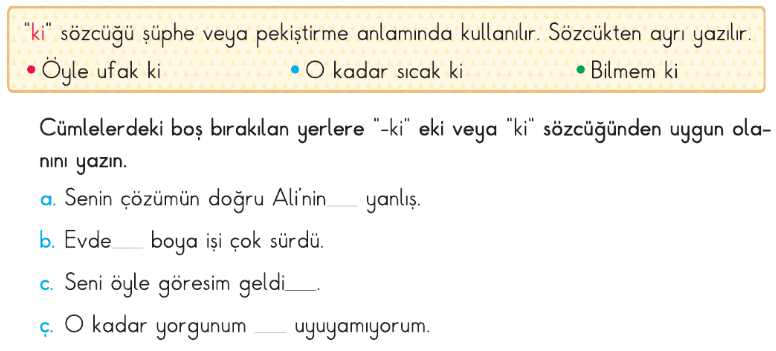 "ki" sözcüğü şüphe veya pekiştirme anlamında kullanılır. Sözcükten ayrı yazılır.
• Öyle ufak ki • O kadar sıcak ki • Bilmem ki
Cümlelerdeki boş bırakılan yerlere "-ki" eki veya "ki" sözcüğünden uygun ola-
nını yazın.
a. Senin çözümün doğru Ali'nin___ yanlış.
b. Evde___ boya işi çok sürdü.
c. Seni öyle göresim geldi___.
ç. O kadar yorgunum ___ uyuyamıyorum.